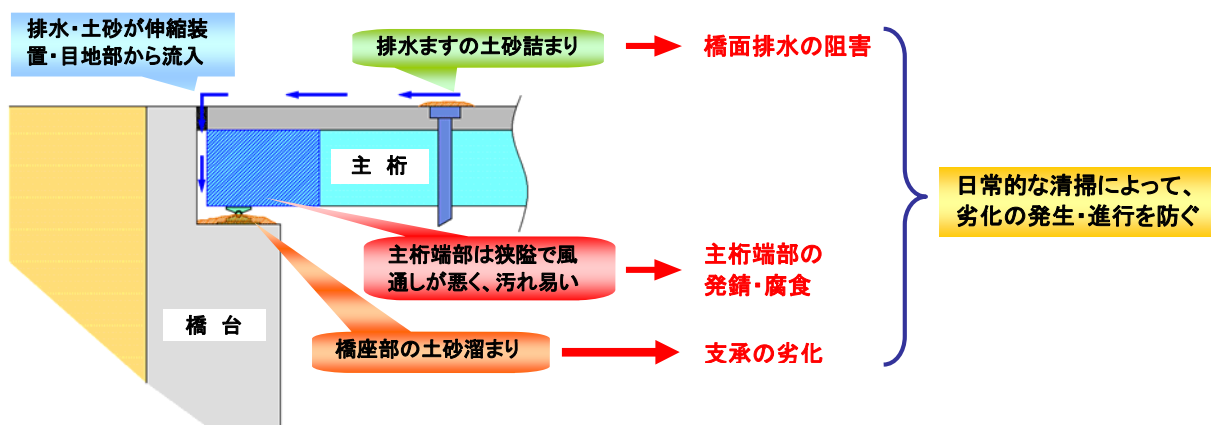 排水・土砂が伸縮装
置・目地部から流入
排水ますの土砂詰まり
橋面排水の阻害
主 桁
日常的な清掃によって、
劣化の発生・進行を防ぐ
主桁端部は狭隘で風
通しが悪く、汚れ易い
主桁端部の
発錆・腐食
橋 台
橋座部の土砂溜まり
支承の劣化